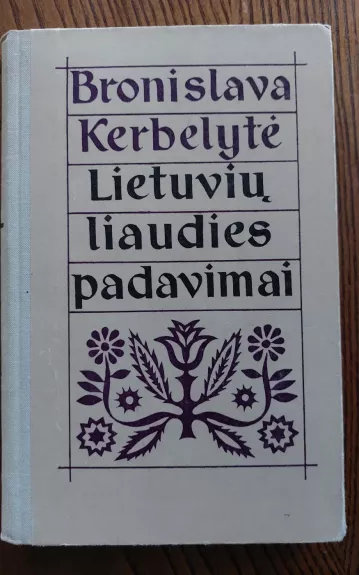 Bronislava
Kerbelytė
Lietuvių
liaudies
padavimai